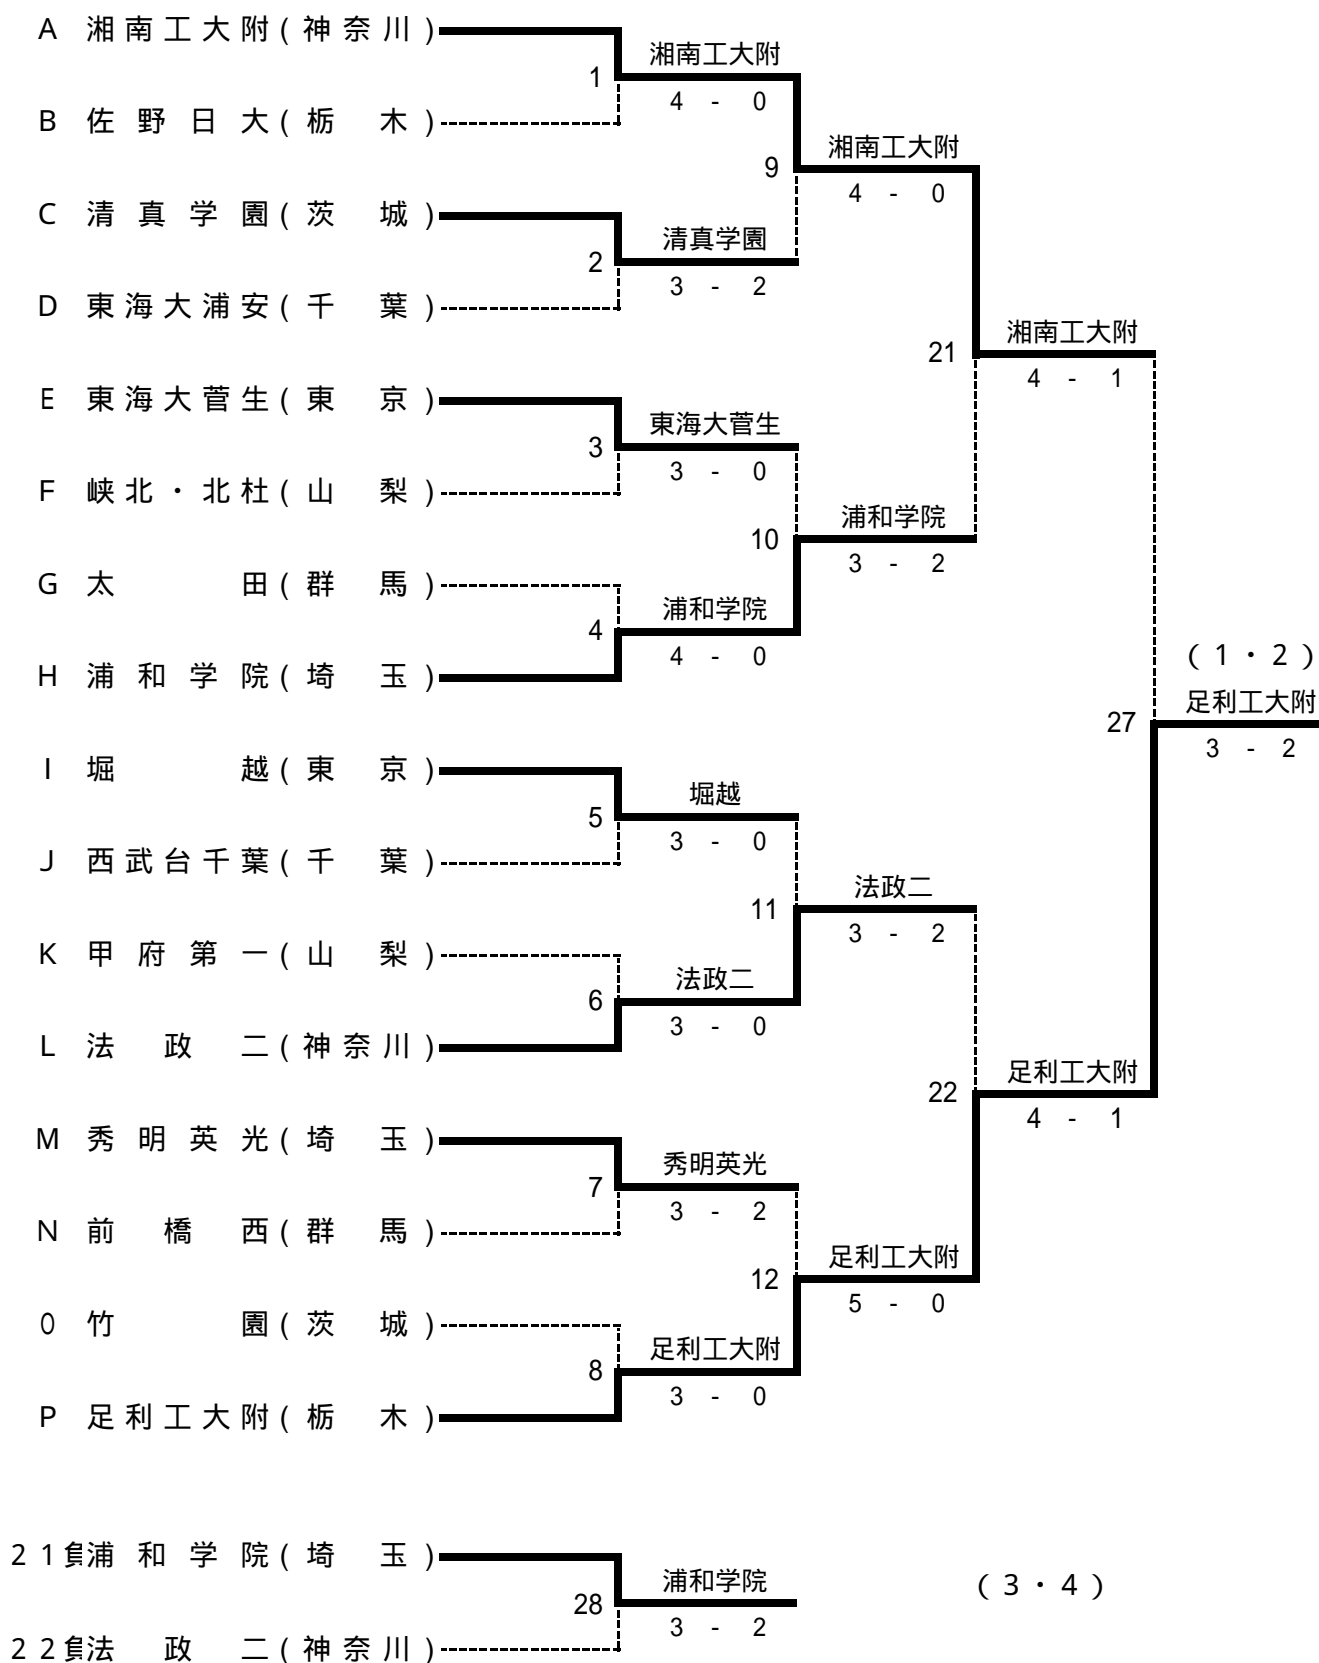 A 湘南工大附(神奈川)
湘南工大附
1
4 - 0
B 佐野日大(栃木)
湘南工大附
9
4 - 0
C 清真学園(茨城)
清真学園
2
3 - 2
D 東海大浦安(千葉)
湘南工大附
21
4 - 1
E 東海大菅生(東京)
東海大菅生
3
3 - 0
F 峡北・北杜(山梨)
浦和学院
10
3 - 2
G 太田(群馬)
浦和学院
4
4 - 0
H 浦和学院(埼玉)
(1・2)
足利工大附
27
3 - 2
I 堀越(東京)
堀越
5
3 - 0
J 西武台千葉(千葉)
法政二
11
3 - 2
K 甲府第一(山梨)
法政二
6
3 - 0
L 法政二(神奈川)
足利工大附
22
4 - 1
M 秀明英光(埼玉)
秀明英光
7
3 - 2
N 前橋西(群馬)
足利工大附
12
5 - 0
O 竹園(茨城)
足利工大附
8
3 - 0
P 足利工大附(栃木)
21負浦和学院(埼玉)
浦和学院
(3・4)
28
3 - 2
22負法政二(神奈川)